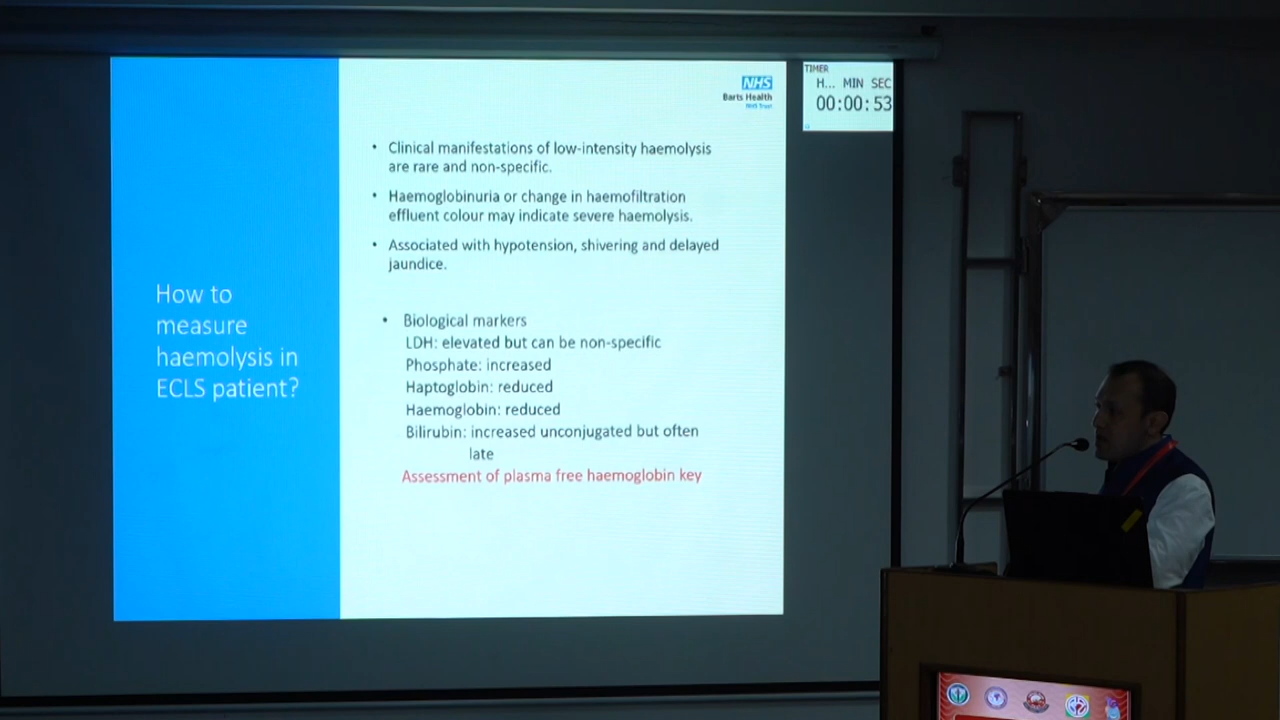 How to
measure
haemolysis in
ECLS patient?
NHS
Barts Health
NHS Trust
• Clinical manifestations of low-intensity haemolysis
are rare and non-specific.
• Haemoglobinuria or change in haemofiltration
effluent colour may indicate severe haemolysis.
• Associated with hypotension, shivering and delayed
jaundice.
• Biological markers
LDH: elevated but can be non-specific
Phosphate: increased
Haptoglobin: reduced
Haemoglobin: reduced
Bilirubin: increased unconjugated but often
late
Assessment of plasma free haemoglobin key
TIMER
H... MIN SEC
00:00:53